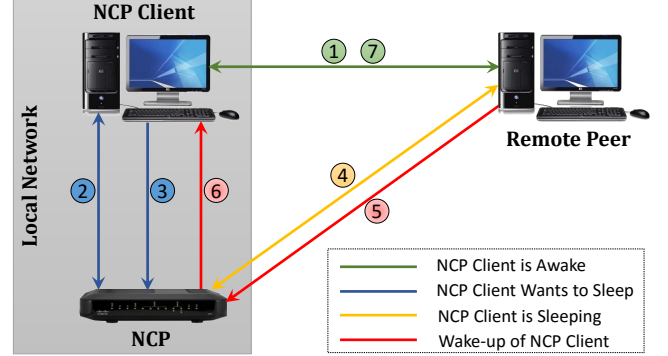 NCP Client
1 7
Remote Peer
Local Network
2 3 6
4
5
NCP
NCP Client is Awake
NCP Client Wants to Sleep
NCP Client is Sleeping
Wake-up of NCP Client